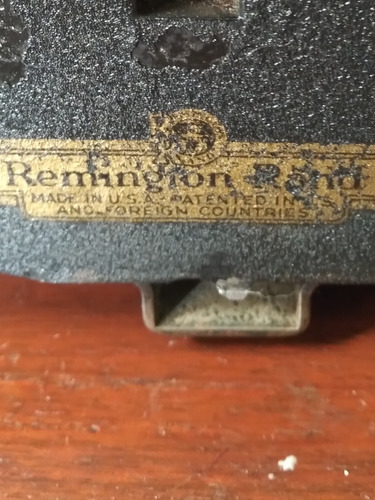 Remington Rand
MADE IN U.S.A. PATENTED IN U.S.
AND FOREIGN COUNTRIES